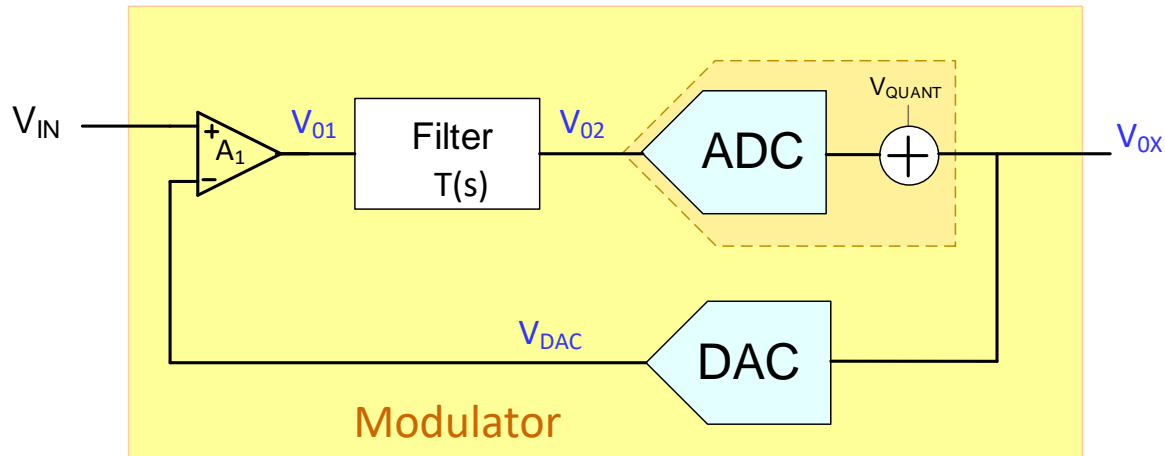 V_QUANT
V_IN
+
A_1
−
V_01
Filter
T(s)
V_02
ADC
+
V_0X
V_DAC
DAC
Modulator